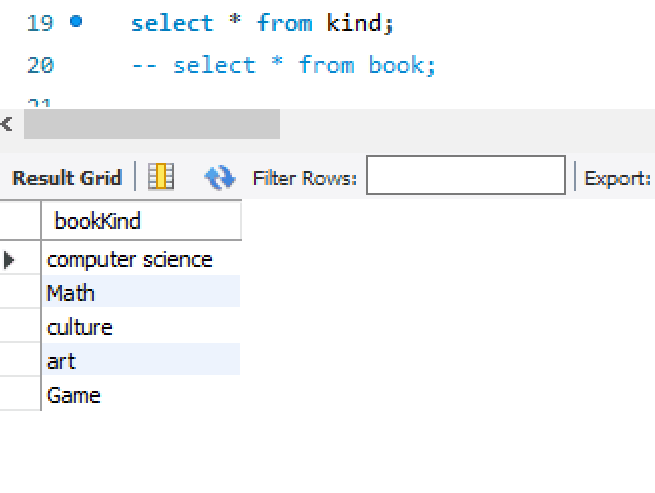 19 select * from kind;
20 -- select * from book;
21
Result Grid Filter Rows: Export:
bookKind
computer science
Math
culture
art
Game